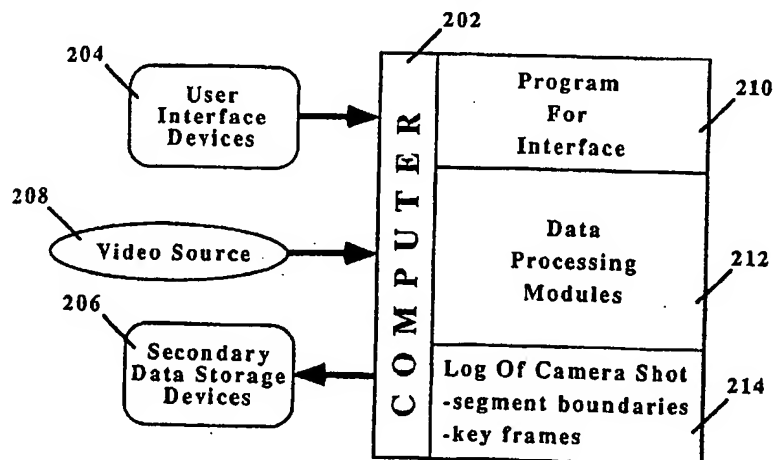 202
204
User
Interface
Devices
COMPUTER
Program
For
Interface
210
208
Video Source
Data
Processing
Modules
212
206
Secondary
Data Storage
Devices
Log Of Camera Shot
-segment boundaries
-key frames
214